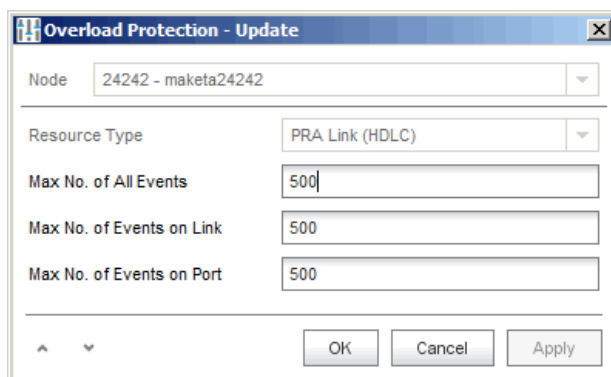 Overload Protection - Update
Node 24242 - maketa24242
Resource Type PRA Link (HDLC)
Max No. of All Events 500
Max No. of Events on Link 500
Max No. of Events on Port 500
OK Cancel Apply